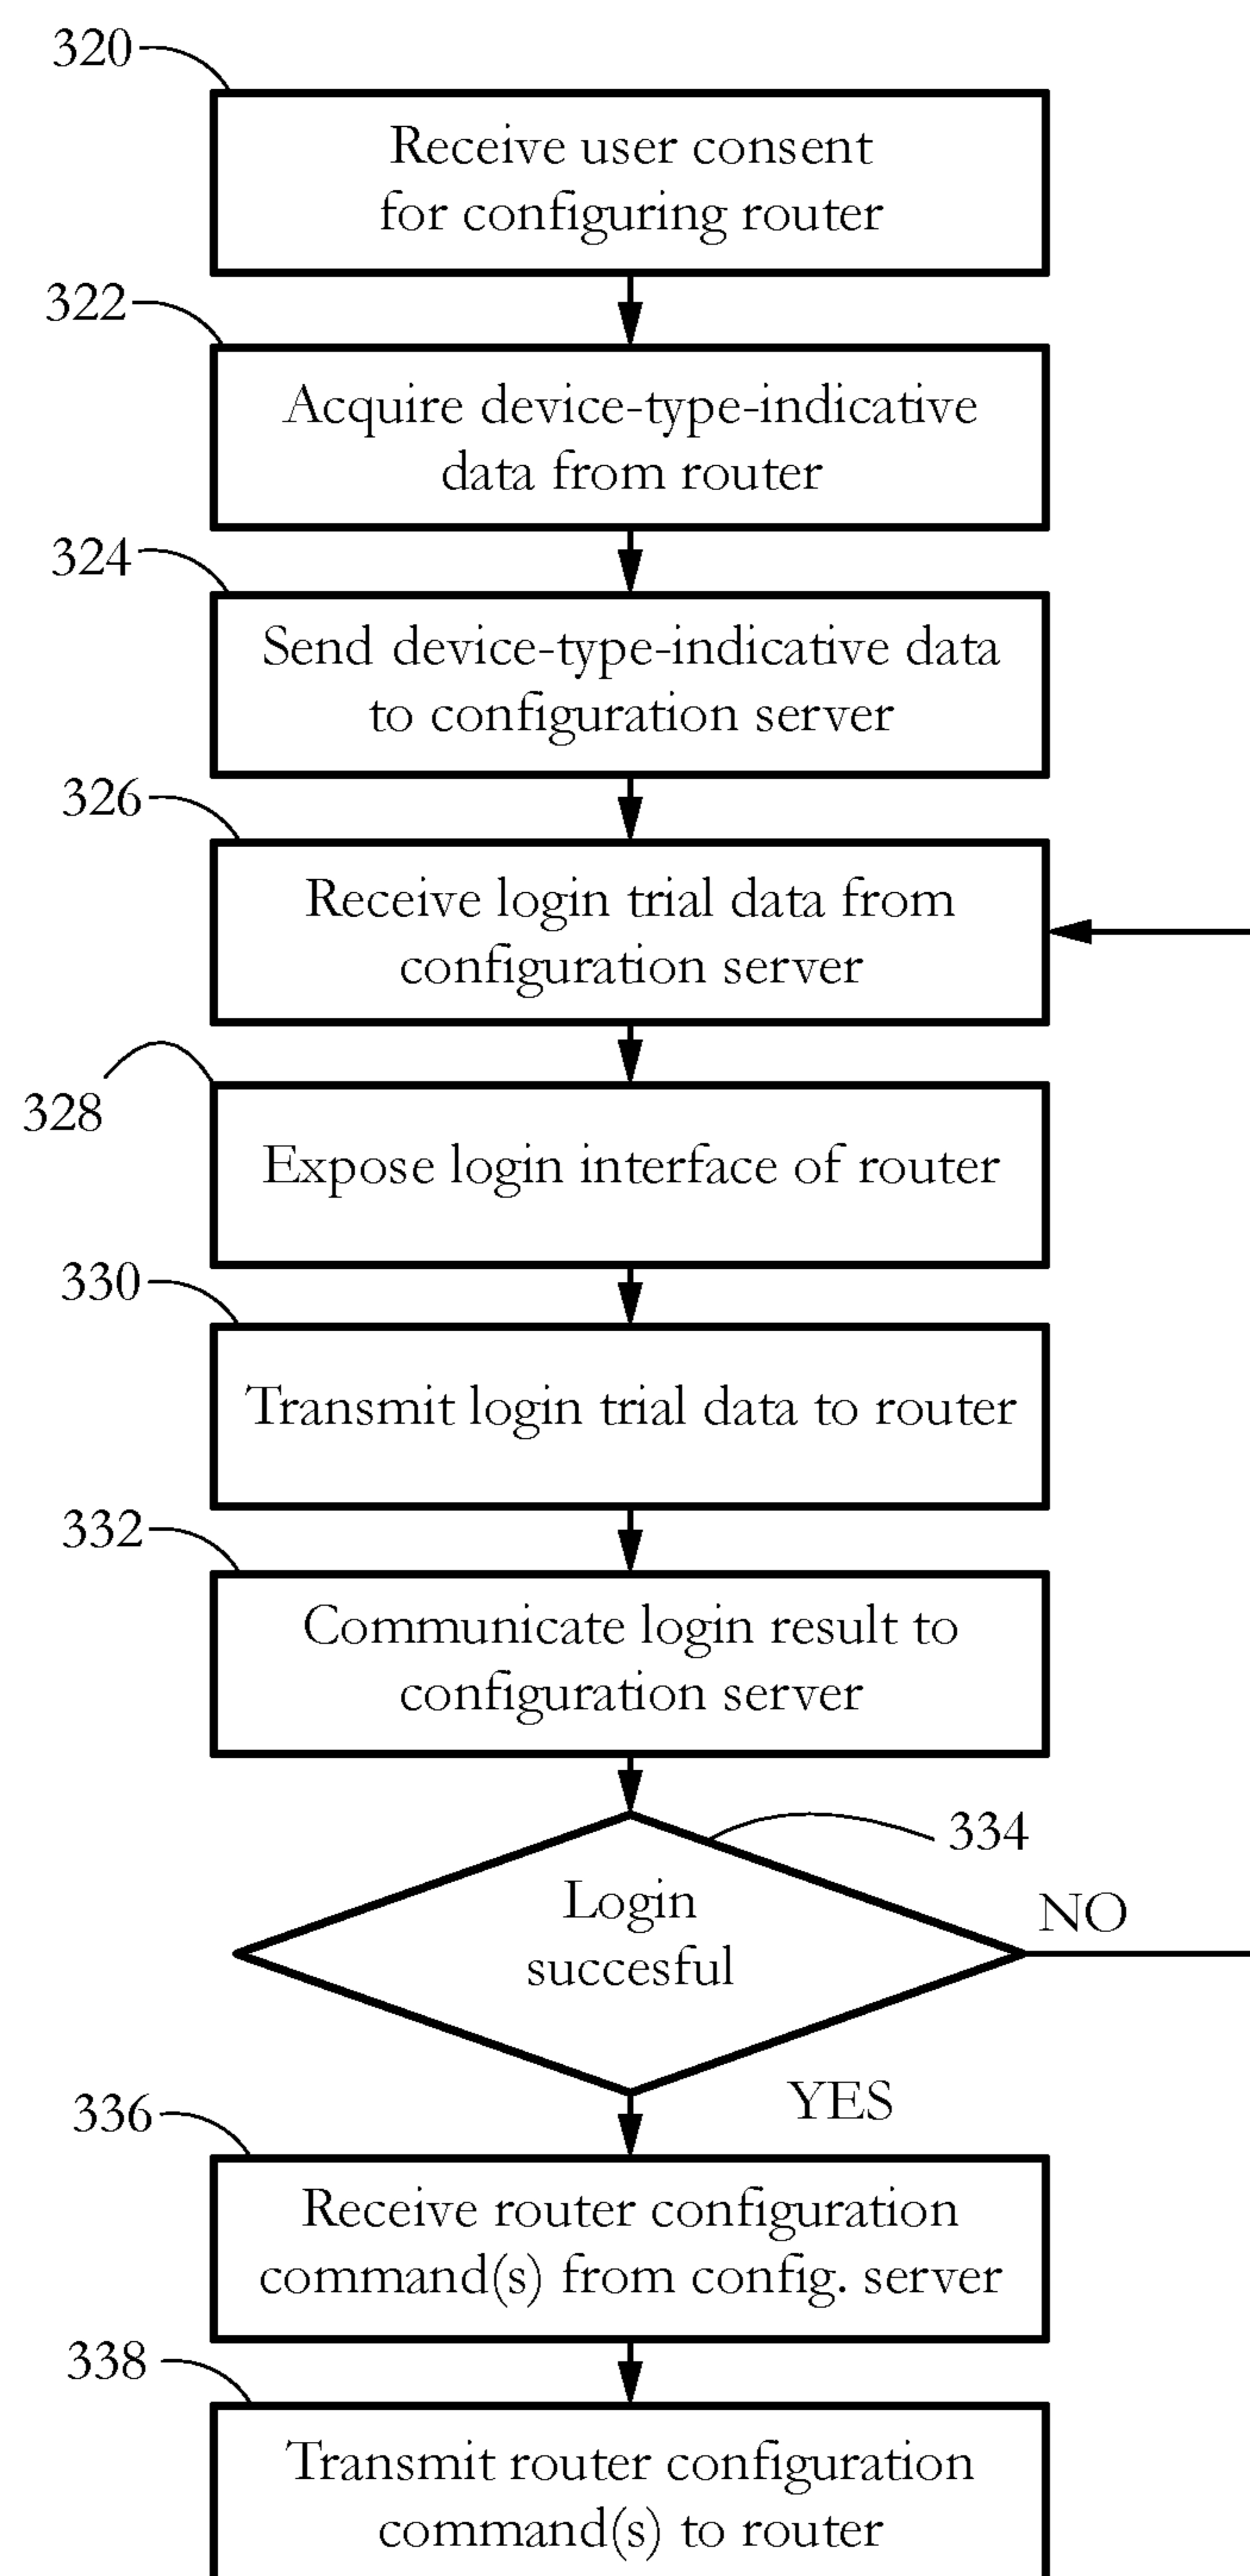 320
Receive user consent
for configuring router
322
Acquire device-type-indicative
data from router
324
Send device-type-indicative data
to configuration server
326
Receive login trial data from
configuration server
328
Expose login interface of router
330
Transmit login trial data to router
332
Communicate login result to
configuration server
334
Login
succesful
NO
YES
336
Receive router configuration
command(s) from config. server
338
Transmit router configuration
command(s) to router